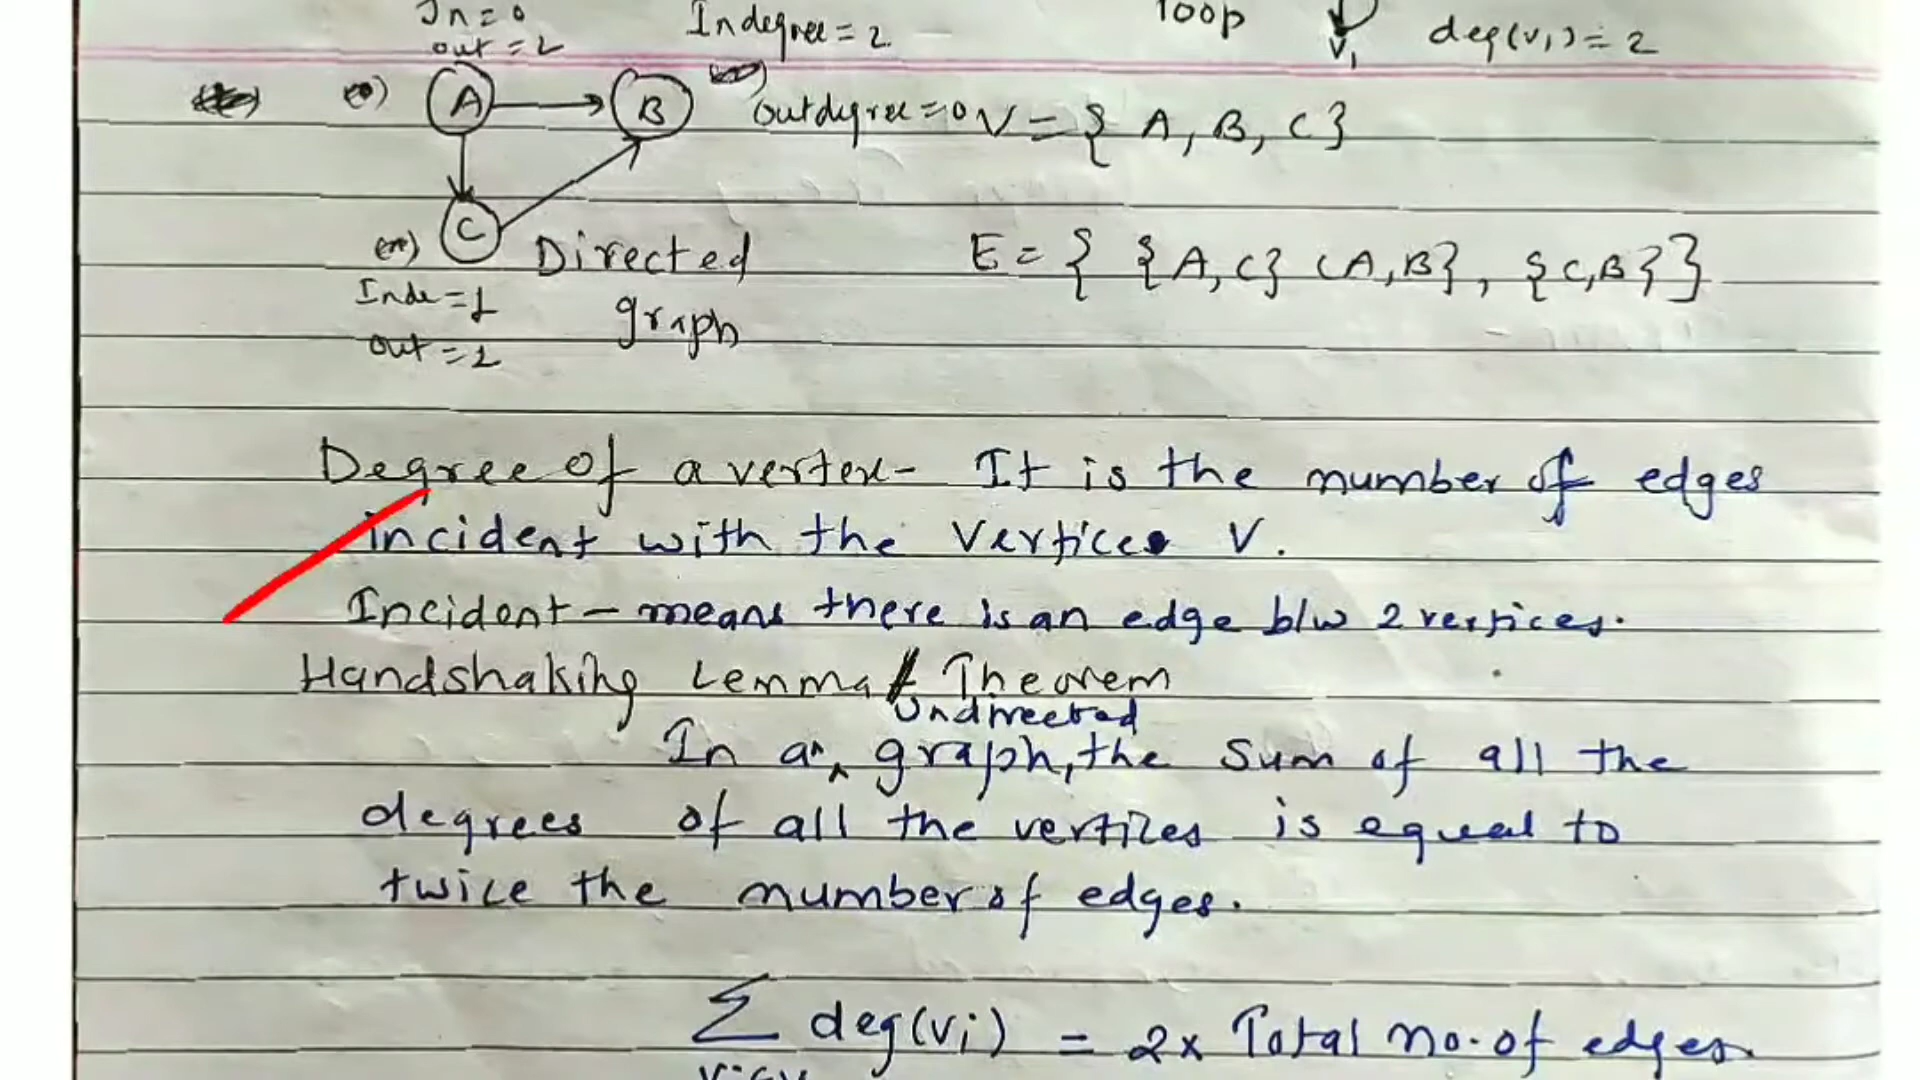 In = 0
out = 2
Indegree = 2
loop
V1
deg(v1) = 2
A
B
outdgree = 0
V = { A, B, C}
C
Directed
graph
E = { {A, C} (A, B}, {C, B} }
Inde = 1
out = 1
Degree of a vertex - It is the number of edges
incident with the vertices V.
Incident - means there is an edge b/w 2 vertices.
Handshaking Lemma / Theorem
Undirected
In an ^ graph, the sum of all the
degrees of all the vertices is equal to
twice the number of edges.
∑ deg(vi) = 2x Total no. of edges.